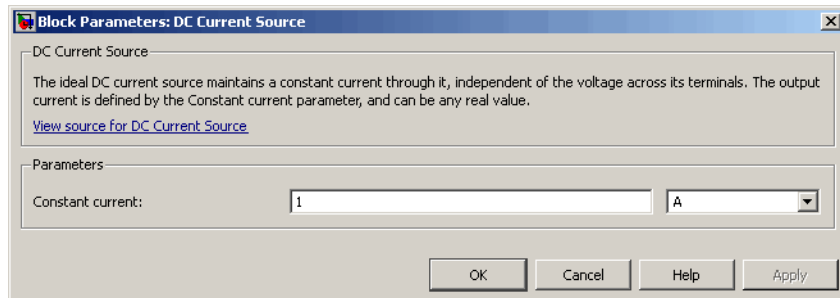 Block Parameters: DC Current Source
DC Current Source
The ideal DC current source maintains a constant current through it, independent of the voltage across its terminals. The output
current is defined by the Constant current parameter, and can be any real value.
View source for DC Current Source
Parameters
Constant current:
1
A
OK
Cancel
Help
Apply